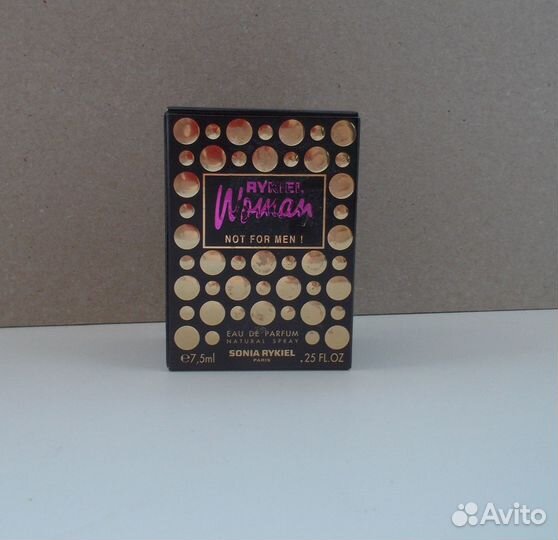 RYKIEL
Woman
NOT FOR MEN !
EAU DE PARFUM
NATURAL SPRAY
℮7,5ml SONIA RYKIEL .25 FL.OZ
PARIS
Avito